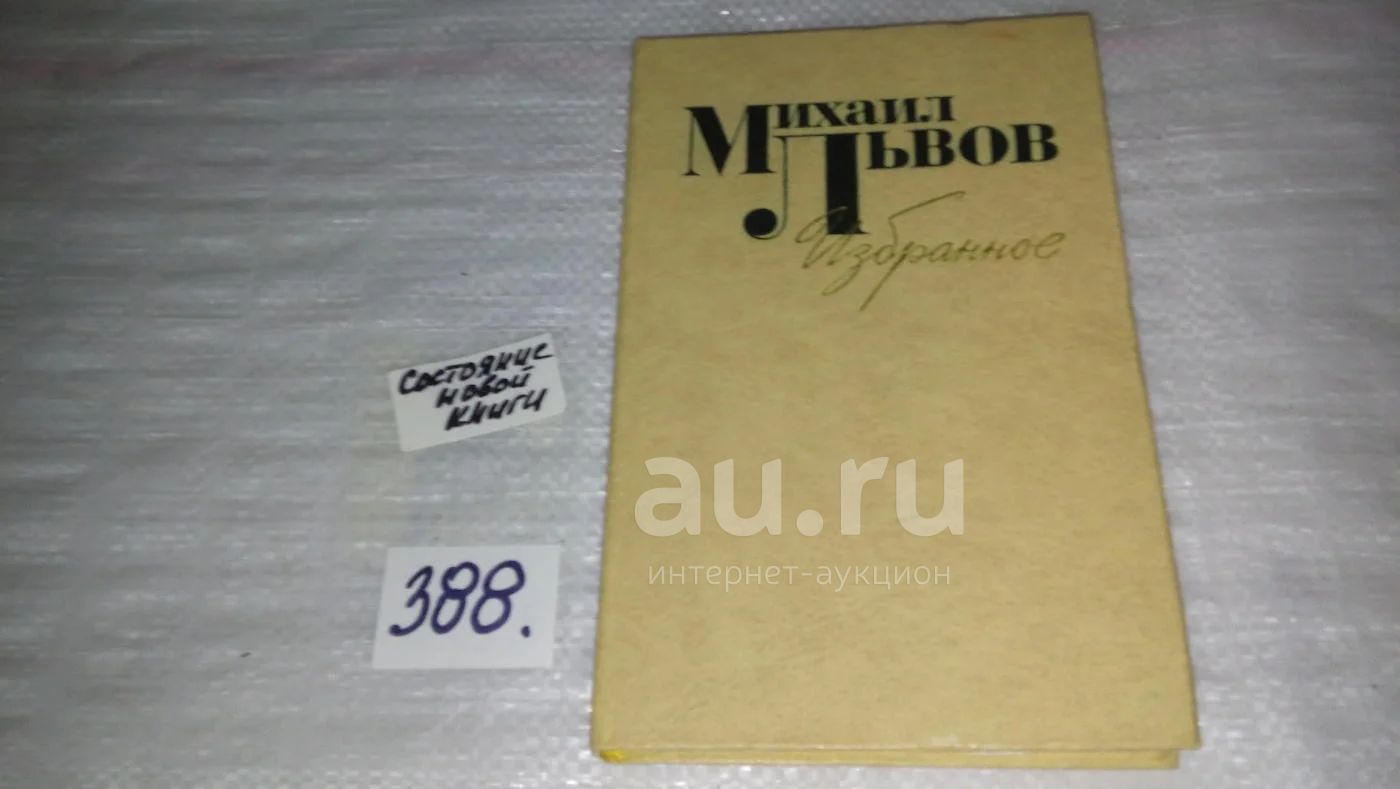 Михаил
Львов
Избранное
Состояние
новой
книги
388.
au.ru
интернет-аукцион